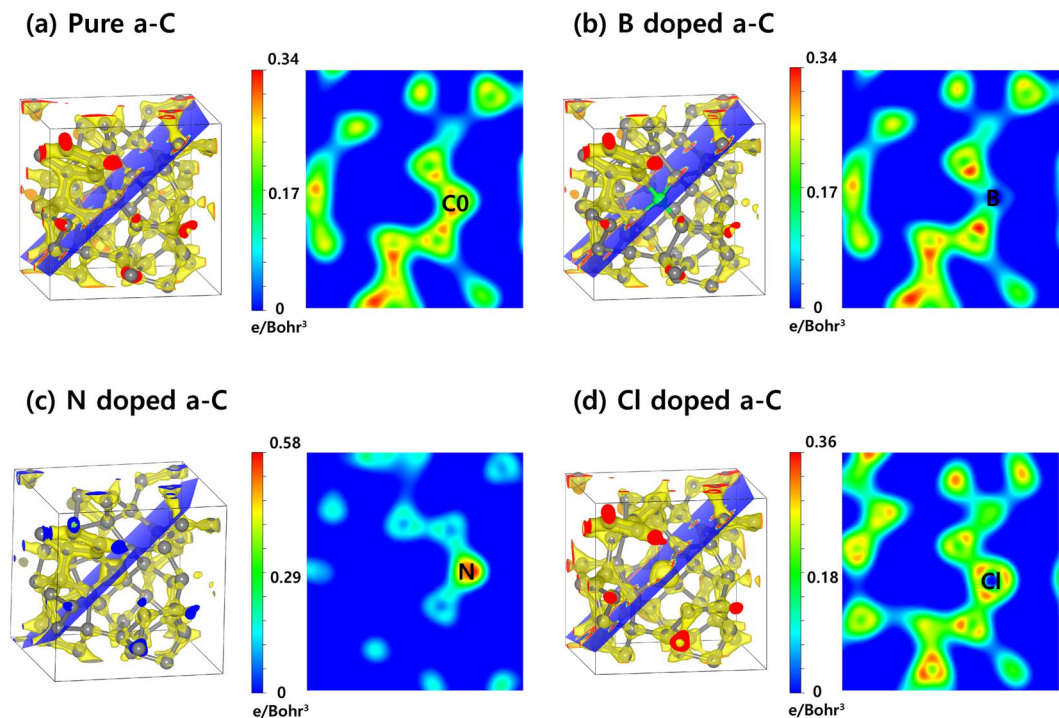 (a) Pure a-C
0.34
0.17
0
e/Bohr³
C0
(b) B doped a-C
0.34
0.17
0
e/Bohr³
B
(c) N doped a-C
0.58
0.29
0
e/Bohr³
N
(d) Cl doped a-C
0.36
0.18
0
e/Bohr³
Cl